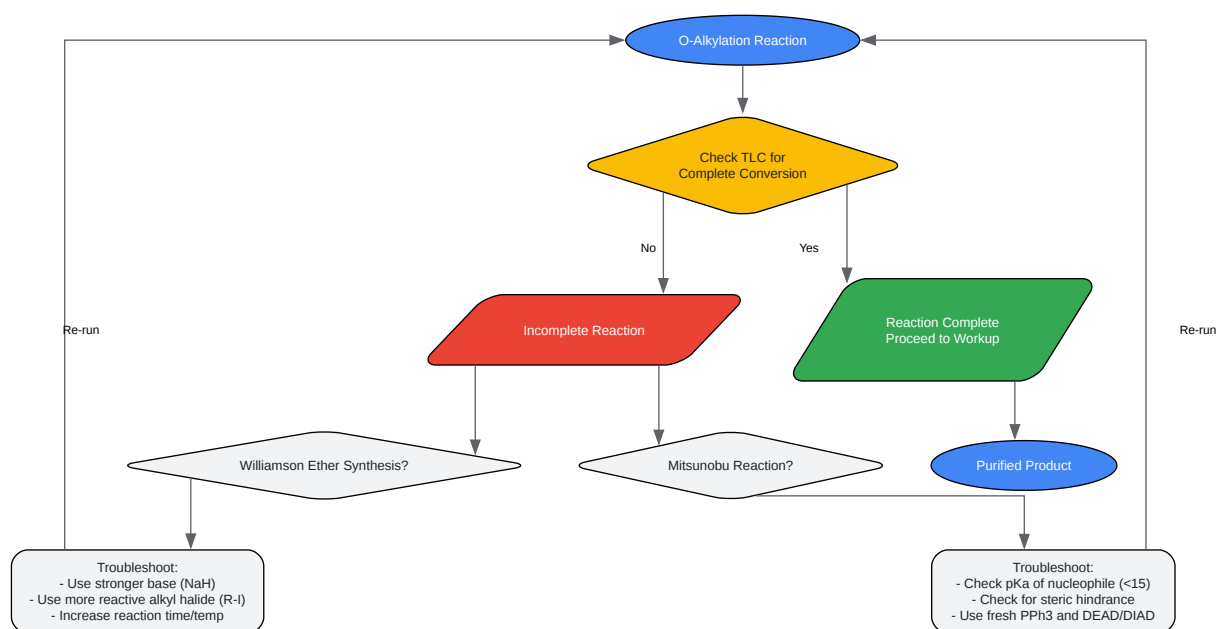 O-Alkylation Reaction
Check TLC for
Complete Conversion
No
Yes
Re-run
Incomplete Reaction
Reaction Complete
Proceed to Workup
Re-run
Williamson Ether Synthesis?
Mitsunobu Reaction?
Purified Product
Troubleshoot:
- Use stronger base (NaH)
- Use more reactive alkyl halide (R-I)
- Increase reaction time/temp
Troubleshoot:
- Check pKa of nucleophile (<15)
- Check for steric hindrance
- Use fresh PPh3 and DEAD/DIAD